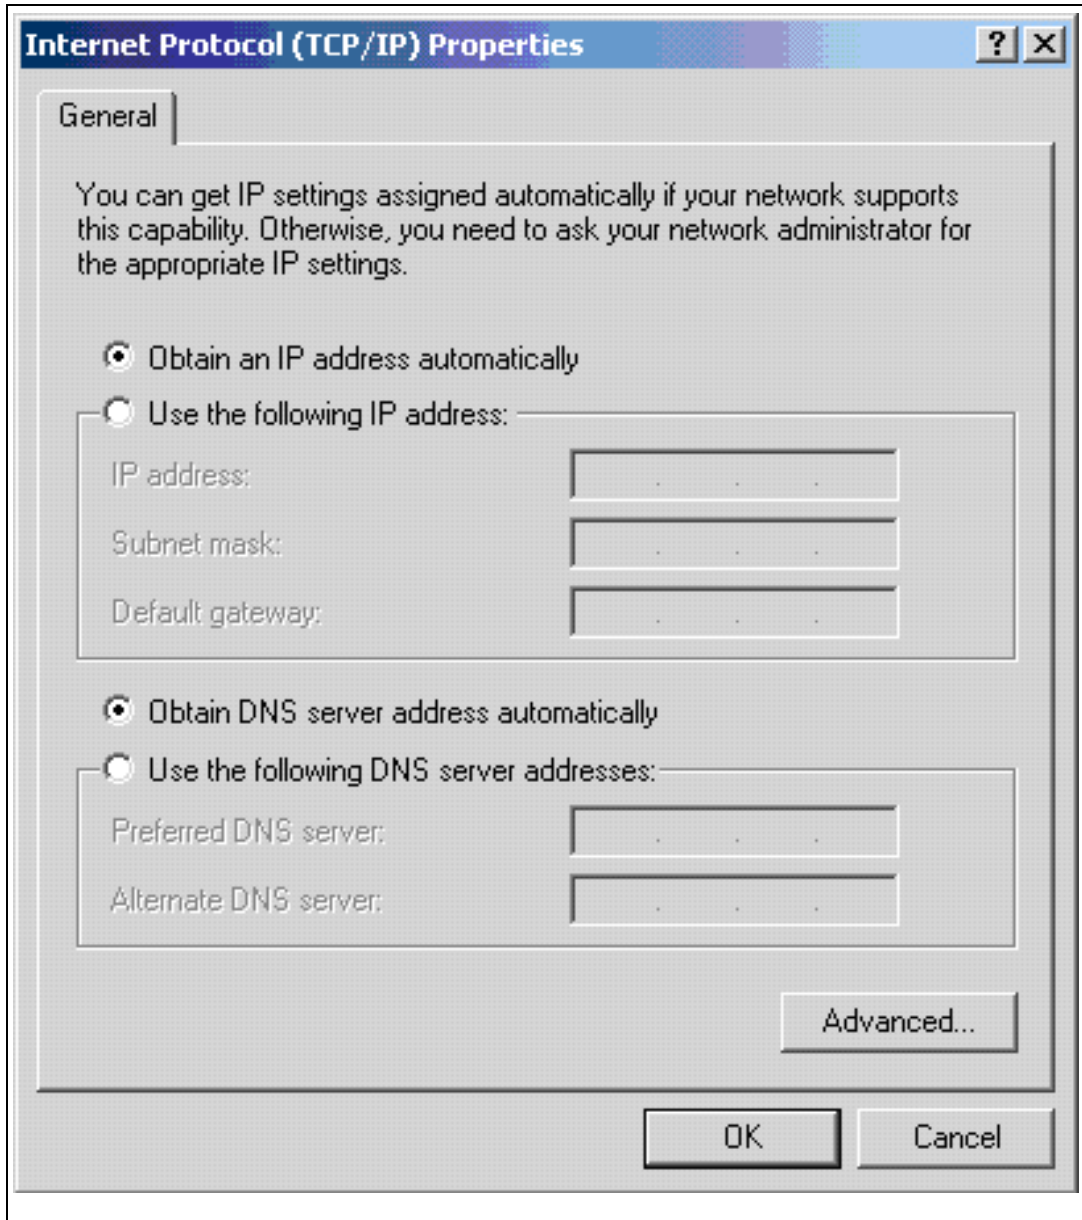 Internet Protocol (TCP/IP) Properties
General
You can get IP settings assigned automatically if your network supports
this capability. Otherwise, you need to ask your network administrator for
the appropriate IP settings.
Obtain an IP address automatically
Use the following IP address:
IP address:
Subnet mask:
Default gateway:
Obtain DNS server address automatically
Use the following DNS server addresses:
Preferred DNS server:
Alternate DNS server:
Advanced...
OK Cancel